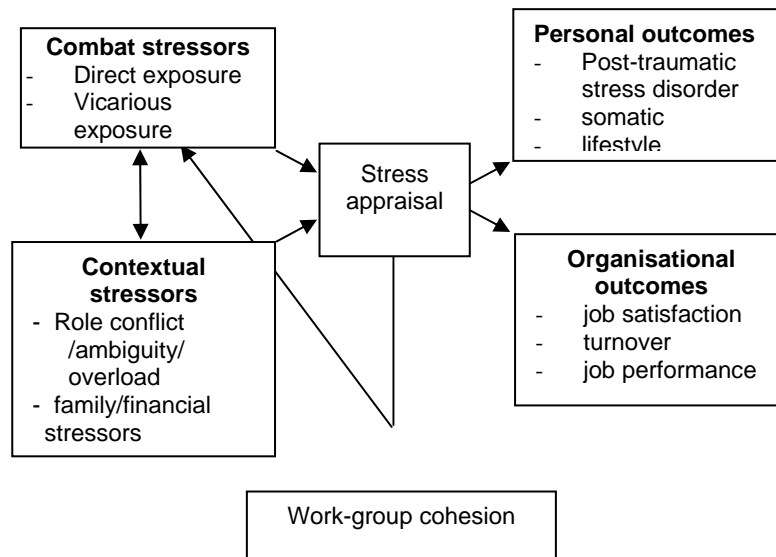 Combat stressors
- Direct exposure
- Vicarious
exposure
Personal outcomes
- Post-traumatic
stress disorder
- somatic
- lifestyle
Stress
appraisal
Contextual
stressors
- Role conflict
/ambiguity/
overload
- family/financial
stressors
Organisational
outcomes
- job satisfaction
- turnover
- job performance
Work-group cohesion